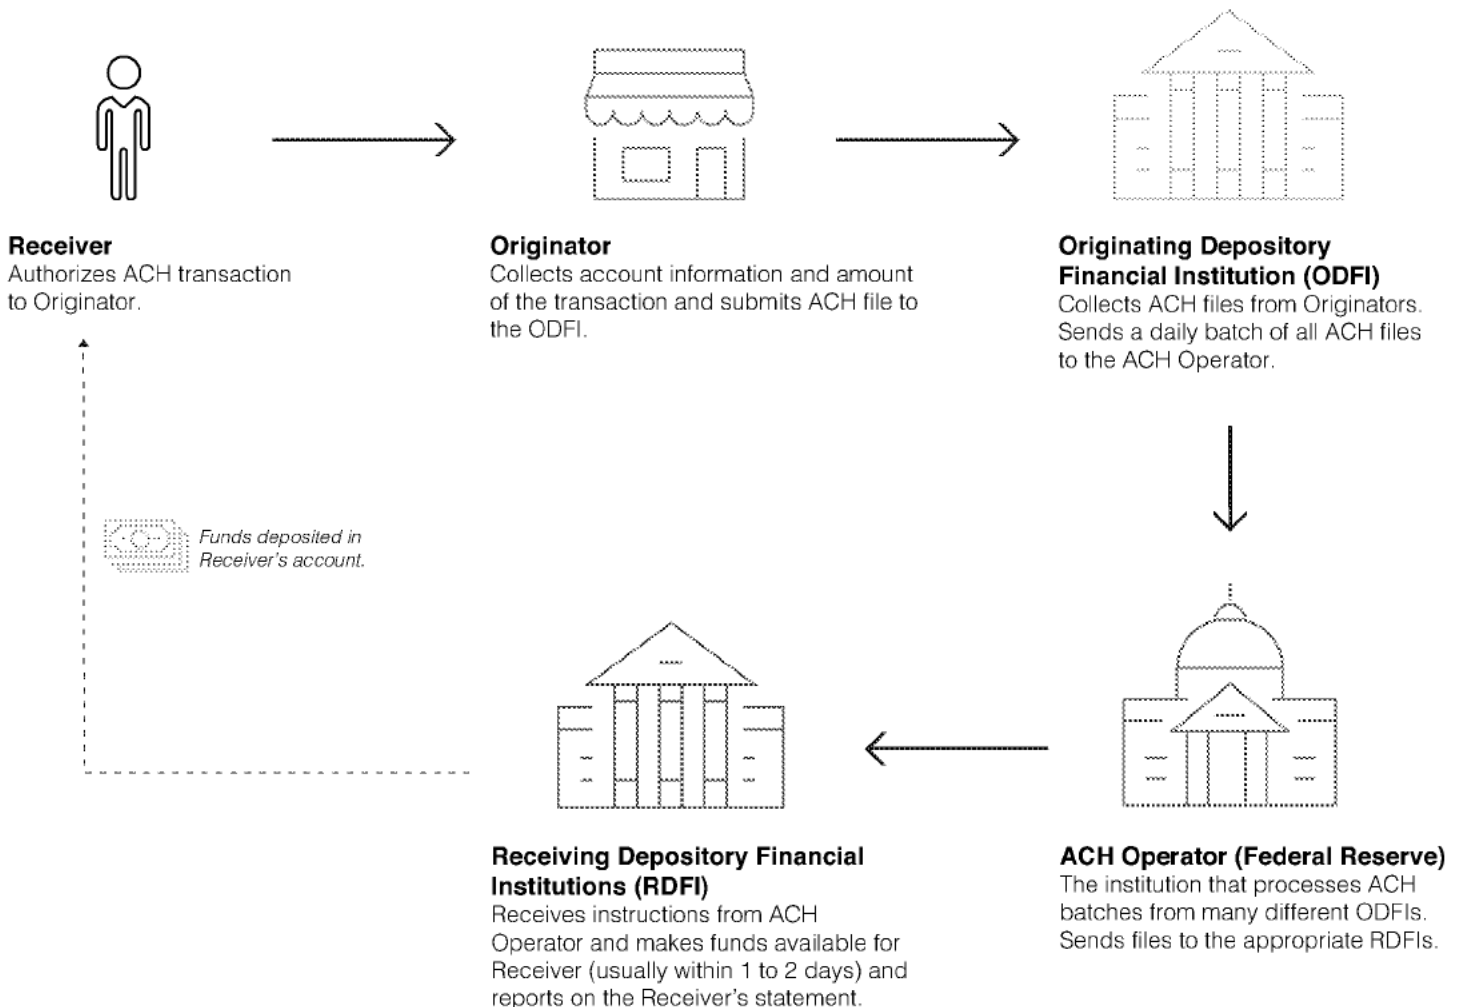 Receiver
Authorizes ACH transaction
to Originator.
Originator
Collects account information and amount
of the transaction and submits ACH file to
the ODFI.
Originating Depository
Financial Institution (ODFI)
Collects ACH files from Originators.
Sends a daily batch of all ACH files
to the ACH Operator.
Funds deposited in
Receiver's account.
Receiving Depository Financial
Institutions (RDFI)
Receives instructions from ACH
Operator and makes funds available for
Receiver (usually within 1 to 2 days) and
reports on the Receiver's statement.
ACH Operator (Federal Reserve)
The institution that processes ACH
batches from many different ODFIs.
Sends files to the appropriate RDFIs.